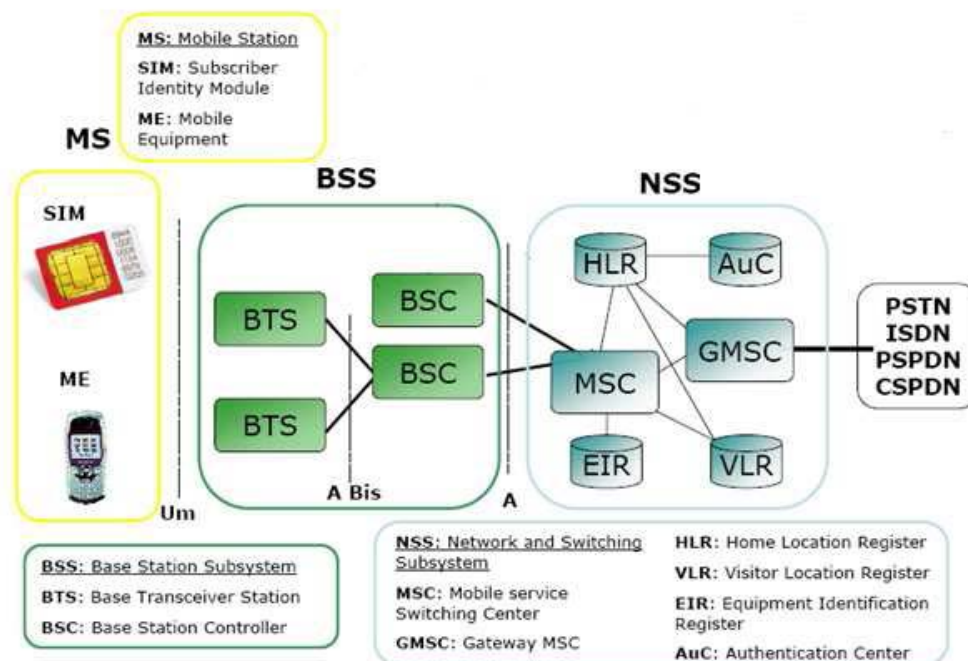 MS: Mobile Station
SIM: Subscriber
Identity Module
ME: Mobile
Equipment
MS
BSS
NSS
SIM
ME
Um
BTS
BTS
BSC
BSC
A Bis
A
HLR
AuC
MSC
GMSC
EIR
VLR
PSTN
ISDN
PSPDN
CSPDN
BSS: Base Station Subsystem
BTS: Base Transceiver Station
BSC: Base Station Controller
NSS: Network and Switching
Subsystem
MSC: Mobile service
Switching Center
GMSC: Gateway MSC
HLR: Home Location Register
VLR: Visitor Location Register
EIR: Equipment Identification
Register
AuC: Authentication Center